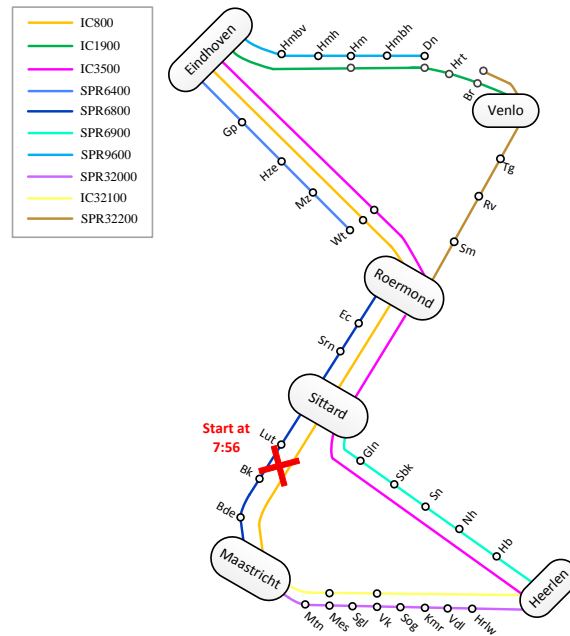 IC800
IC1900
IC3500
SPR6400
SPR6800
SPR6900
SPR9600
SPR32000
IC32100
SPR32200
Eindhoven
Hmbv
Hmh
Hm
Hmbh
Dn
Hrt
Br
Venlo
Gp
Hze
Mz
Wt
Tg
Rv
Sm
Roermond
Ec
Srn
Sittard
Start at
7:56
Lut
Bk
Bde
Gln
Sbk
Sn
Nh
Hb
Maastricht
Heerlen
Mtn
Mes
Sgl
Vk
Sog
Kmr
Vdl
Hrlw